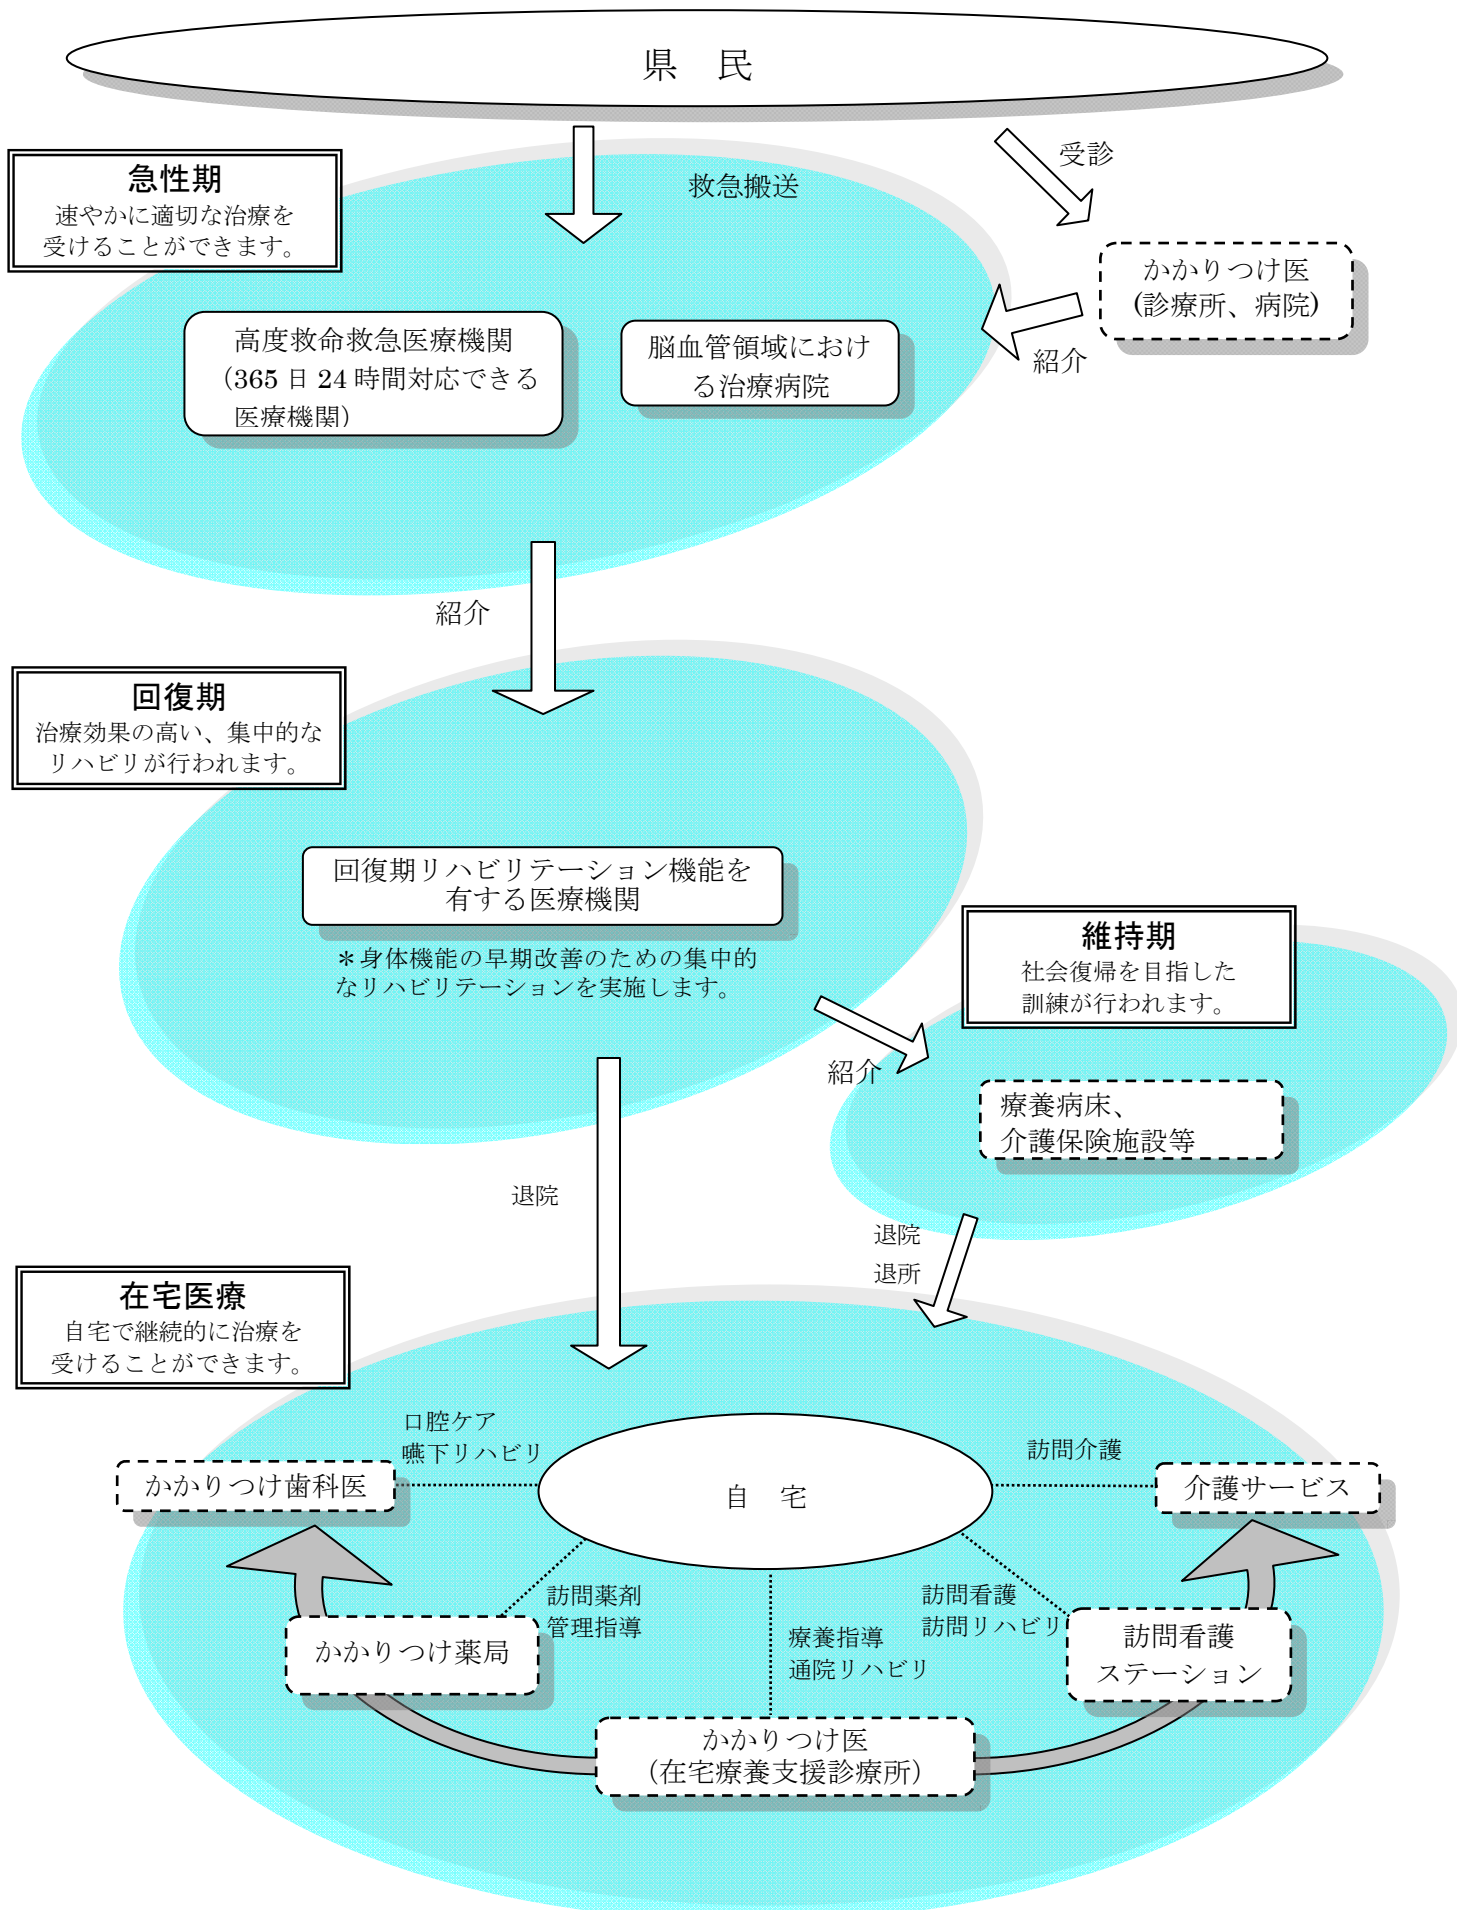 県　民
受診
急性期
速やかに適切な治療を
受けることができます。
救急搬送
かかりつけ医
(診療所、病院)
紹介
高度救命救急医療機関
（365 日 24 時間対応できる
医療機関）
脳血管領域におけ
る治療病院
紹介
回復期
治療効果の高い、集中的な
リハビリが行われます。
回復期リハビリテーション機能を
有する医療機関
＊身体機能の早期改善のための集中的
なリハビリテーションを実施します。
維持期
社会復帰を目指した
訓練が行われます。
紹介
療養病床、
介護保険施設等
退院
退院
退所
在宅医療
自宅で継続的に治療を
受けることができます。
口腔ケア
嚥下リハビリ
かかりつけ歯科医
自　宅
訪問介護
介護サービス
訪問薬剤
管理指導
かかりつけ薬局
療養指導
通院リハビリ
訪問看護
訪問リハビリ
訪問看護
ステーション
かかりつけ医
（在宅療養支援診療所）